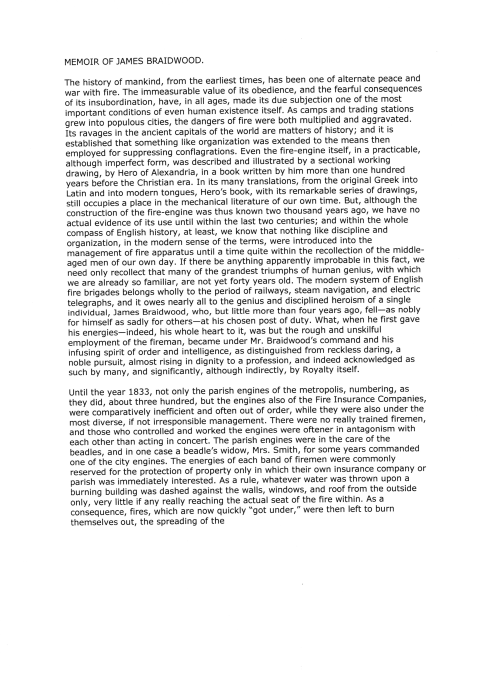 MEMOIR OF JAMES BRAIDWOOD.
The history of mankind, from the earliest times, has been one of alternate peace and
war with fire. The immeasurable value of its obedience, and the fearful consequences
of its insubordination, have, in all ages, made its due subjection one of the most
important conditions of even human existence itself. As camps and trading stations
grew into populous cities, the dangers of fire were both multiplied and aggravated.
Its ravages in the ancient capitals of the world are matters of history; and it is
established that something like organization was extended to the means then
employed for suppressing conflagrations. Even the fire-engine itself, in a practicable,
although imperfect form, was described and illustrated by a sectional working
drawing, by Hero of Alexandria, in a book written by him more than one hundred
years before the Christian era. In its many translations, from the original Greek into
Latin and into modern tongues, Hero's book, with its remarkable series of drawings,
still occupies a place in the mechanical literature of our own time. But, although the
construction of the fire-engine was thus known two thousand years ago, we have no
actual evidence of its use until within the last two centuries; and within the whole
compass of English history, at least, we know that nothing like discipline and
organization, in the modern sense of the terms, were introduced into the
management of fire apparatus until a time quite within the recollection of the middle-
aged men of our own day. If there be anything apparently improbable in this fact, we
need only recollect that many of the grandest triumphs of human genius, with which
we are already so familiar, are not yet forty years old. The modern system of English
fire brigades belongs wholly to the period of railways, steam navigation, and electric
telegraphs, and it owes nearly all to the genius and disciplined heroism of a single
individual, James Braidwood, who, but little more than four years ago, fell—as nobly
for himself as sadly for others—at his chosen post of duty. What, when he first gave
his energies—indeed, his whole heart to it, was but the rough and unskilful
employment of the fireman, became under Mr. Braidwood's command and his
infusing spirit of order and intelligence, as distinguished from reckless daring, a
noble pursuit, almost rising in dignity to a profession, and indeed acknowledged as
such by many, and significantly, although indirectly, by Royalty itself.
Until the year 1833, not only the parish engines of the metropolis, numbering, as
they did, about three hundred, but the engines also of the Fire Insurance Companies,
were comparatively inefficient and often out of order, while they were also under the
most diverse, if not irresponsible management. There were no really trained firemen,
and those who controlled and worked the engines were oftener in antagonism with
each other than acting in concert. The parish engines were in the care of the
beadles, and in one case a beadle's widow, Mrs. Smith, for some years commanded
one of the city engines. The energies of each band of firemen were commonly
reserved for the protection of property only in which their own insurance company or
parish was immediately interested. As a rule, whatever water was thrown upon a
burning building was dashed against the walls, windows, and roof from the outside
only, very little if any really reaching the actual seat of the fire within. As a
consequence, fires, which are now quickly "got under," were then left to burn
themselves out, the spreading of the